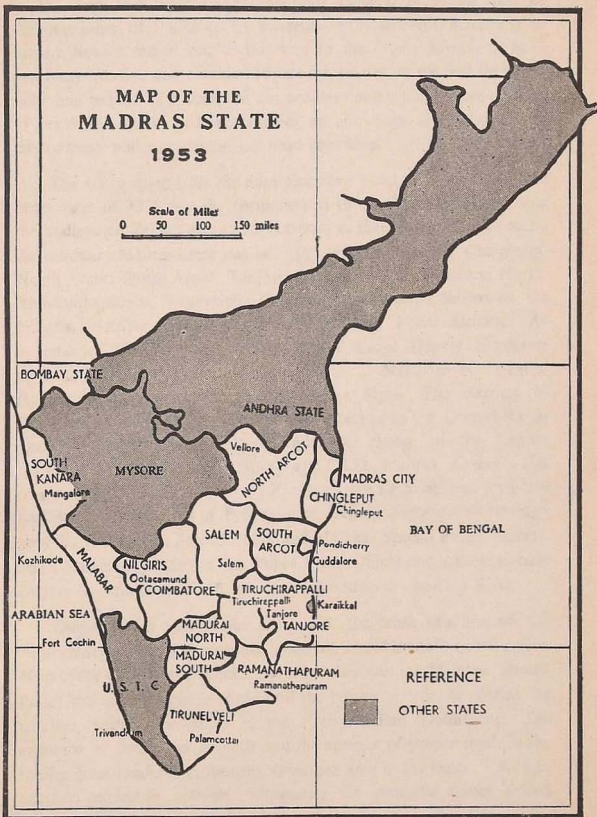 MAP OF THE
MADRAS STATE
1953
Scale of Miles
0 50 100 150 miles
BOMBAY STATE
ANDHRA STATE
SOUTH
KANARA
Mangalore
MYSORE
Vellore
NORTH ARCOT
MADRAS CITY
CHINGLEPUT
Chingleput
BAY OF BENGAL
Kozhikode
MALABAR
NILGIRIS
Ootacamund
COIMBATORE
SALEM
Salem
SOUTH
ARCOT
Pondicherry
Cuddalore
TIRUCHIRAPPALLI
Tiruchirappalli
Tanjore
TANJORE
Karaikkal
ARABIAN SEA
Fort Cochin
MADURAI
NORTH
MADURAI
SOUTH
RAMANATHAPURAM
Ramanathapuram
U. S. T. C
TIRUNELVELI
Trivandrum
Palamcottai
REFERENCE
OTHER STATES